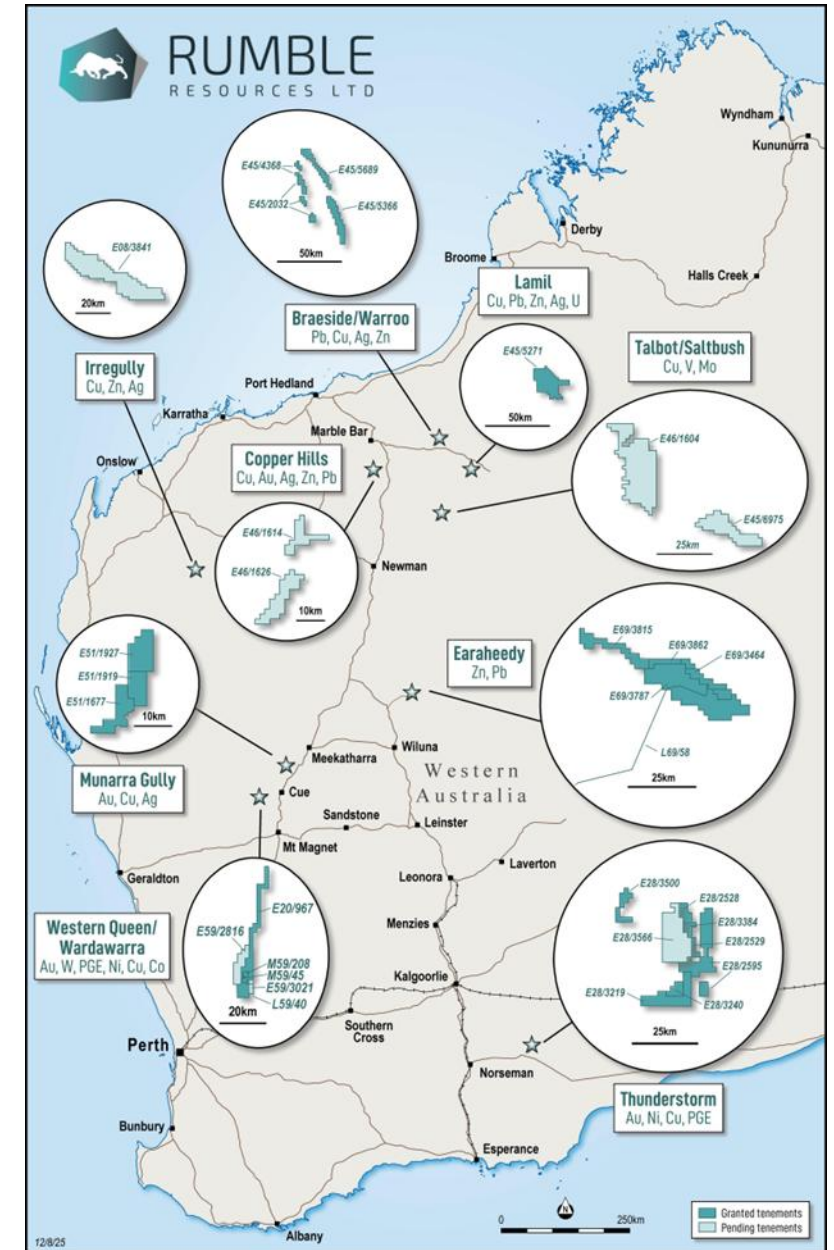 RUMBLE
RESOURCES LTD
Wyndham
Kununurra
E45/4368
E45/5689
E45/2032
E45/5366
50km
Derby
Broome
Halls Creek
E08/3841
20km
Lamil
Cu, Pb, Zn, Ag, U
Braeside/Warroo
Pb, Cu, Ag, Zn
E45/5271
50km
Talbot/Saltbush
Cu, V, Mo
Irregully
Cu, Zn, Ag
Port Hedland
Karratha
Marble Bar
Onslow
Copper Hills
Cu, Au, Ag, Zn, Pb
E46/1604
E45/6975
25km
E46/1614
E46/1626
10km
Newman
E51/1927
E51/1919
E51/1677
10km
Earaheedy
Zn, Pb
E69/3815
E69/3862
E69/3464
E69/3787
L69/58
25km
Munarra Gully
Au, Cu, Ag
Meekatharra
Wiluna
Western
Australia
Cue
Sandstone
Leinster
Mt Magnet
Geraldton
Leonora
Laverton
Western Queen/
Wardawarra
Au, W, PGE, Ni, Cu, Co
E59/2816
E20/967
M59/208
M59/45
E59/3021
L59/40
20km
Menzies
Kalgoorlie
Southern
Cross
E28/3500
E28/2528
E28/3384
E28/3566
E28/2529
E28/2595
E28/3219
E28/3240
25km
Perth
Norseman
Thunderstorm
Au, Ni, Cu, PGE
Bunbury
Esperance
Albany
N
0
250km
Granted tenements
Pending tenements
12/8/25